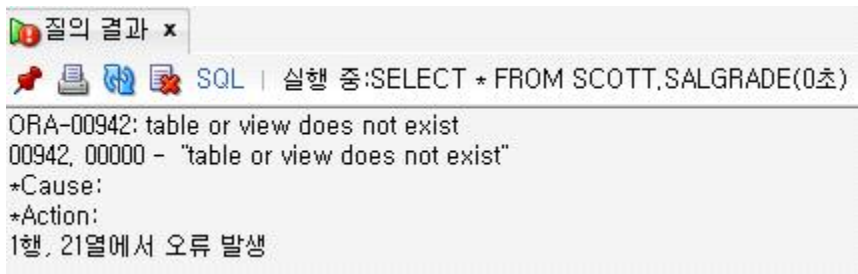 질의 결과 x
SQL | 실행 중:SELECT * FROM SCOTT.SALGRADE(0초)
ORA-00942: table or view does not exist
00942. 00000 - "table or view does not exist"
*Cause:
*Action:
1행, 21열에서 오류 발생